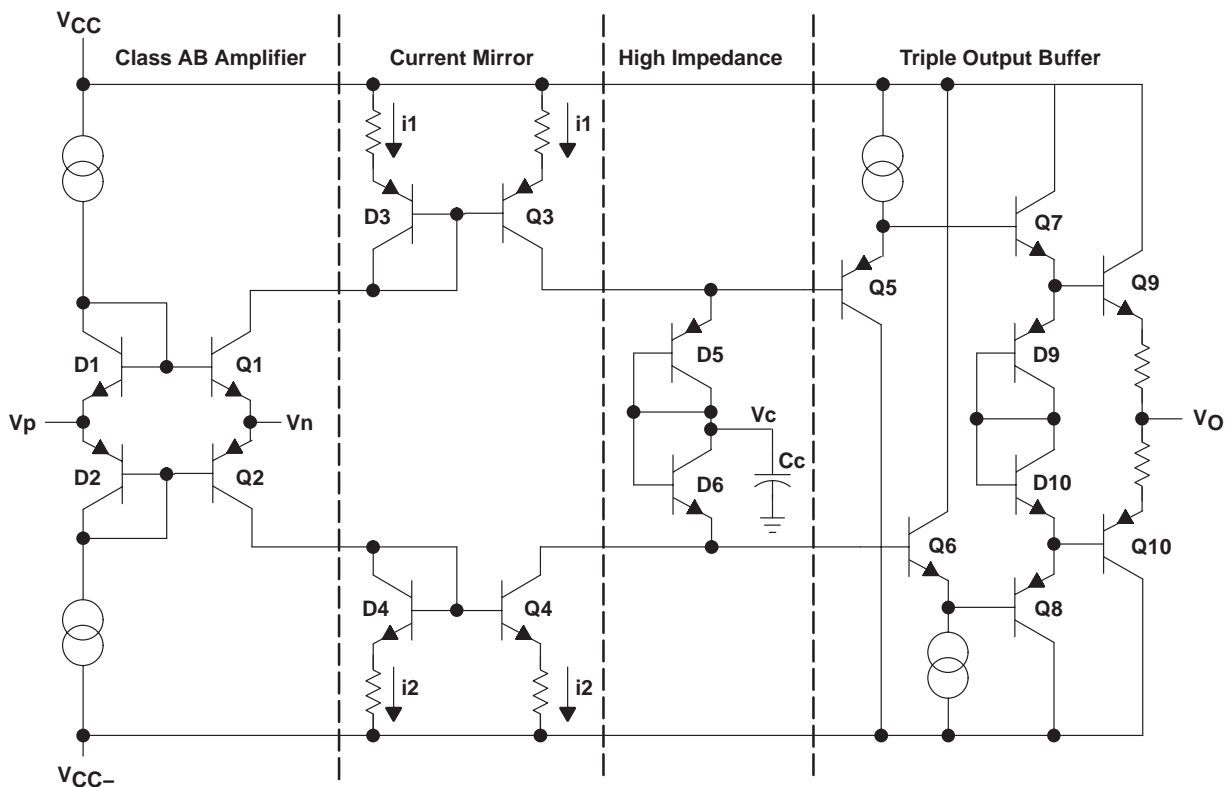 VCC
Class AB Amplifier
Current Mirror
High Impedance
Triple Output Buffer
i1
i1
D3
Q3
Q7
Q5
Q9
D1
Q1
D5
D9
Vp
Vn
Vc
VO
D2
Q2
Cc
D6
D10
Q6
Q10
D4
Q4
Q8
i2
i2
VCC–